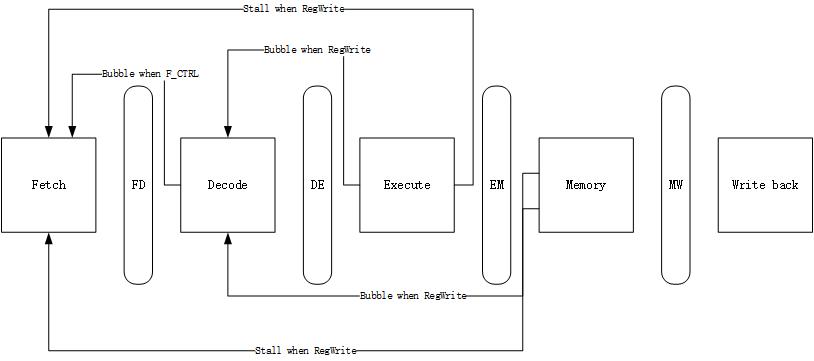 Stall when RegWrite
Bubble when RegWrite
Bubble when F_CTRL
Fetch
FD
Decode
DE
Execute
EM
Memory
MW
Write back
Bubble when RegWrite
Stall when RegWrite